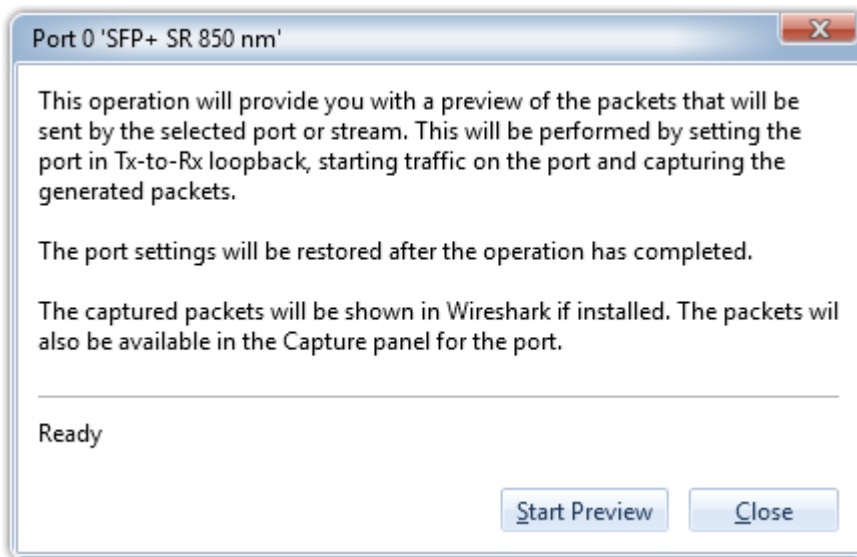 Port 0 'SFP+ SR 850 nm'
This operation will provide you with a preview of the packets that will be
sent by the selected port or stream. This will be performed by setting the
port in Tx-to-Rx loopback, starting traffic on the port and capturing the
generated packets.
The port settings will be restored after the operation has completed.
The captured packets will be shown in Wireshark if installed. The packets wil
also be available in the Capture panel for the port.
Ready
Start Preview
Close